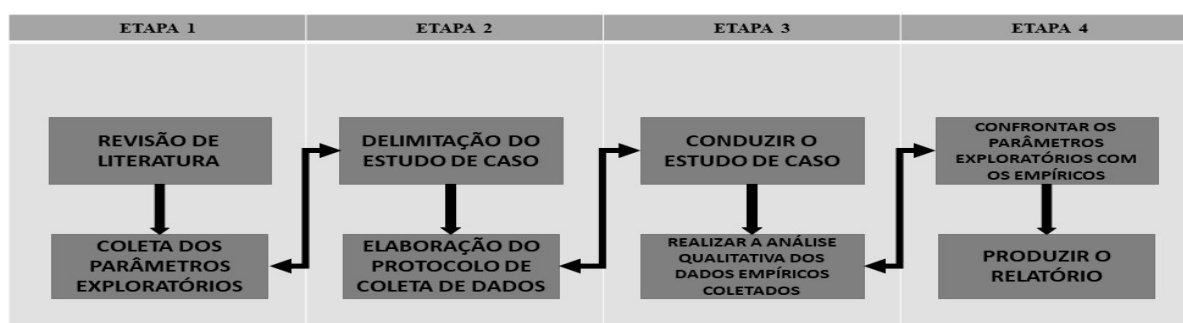 ETAPA 1
ETAPA 2
ETAPA 3
ETAPA 4
REVISÃO DE
LITERATURA
COLETA DOS
PARÂMETROS
EXPLORATÓRIOS
DELIMITAÇÃO DO
ESTUDO DE CASO
ELABORAÇÃO DO
PROTOCOLO DE
COLETA DE DADOS
CONDUZIR O
ESTUDO DE CASO
REALIZAR A ANÁLISE
QUALITATIVA DOS
DADOS EMPÍRICOS
COLETADOS
CONFRONTAR OS
PARÂMETROS
EXPLORATÓRIOS COM
OS EMPÍRICOS
PRODUZIR O
RELATÓRIO